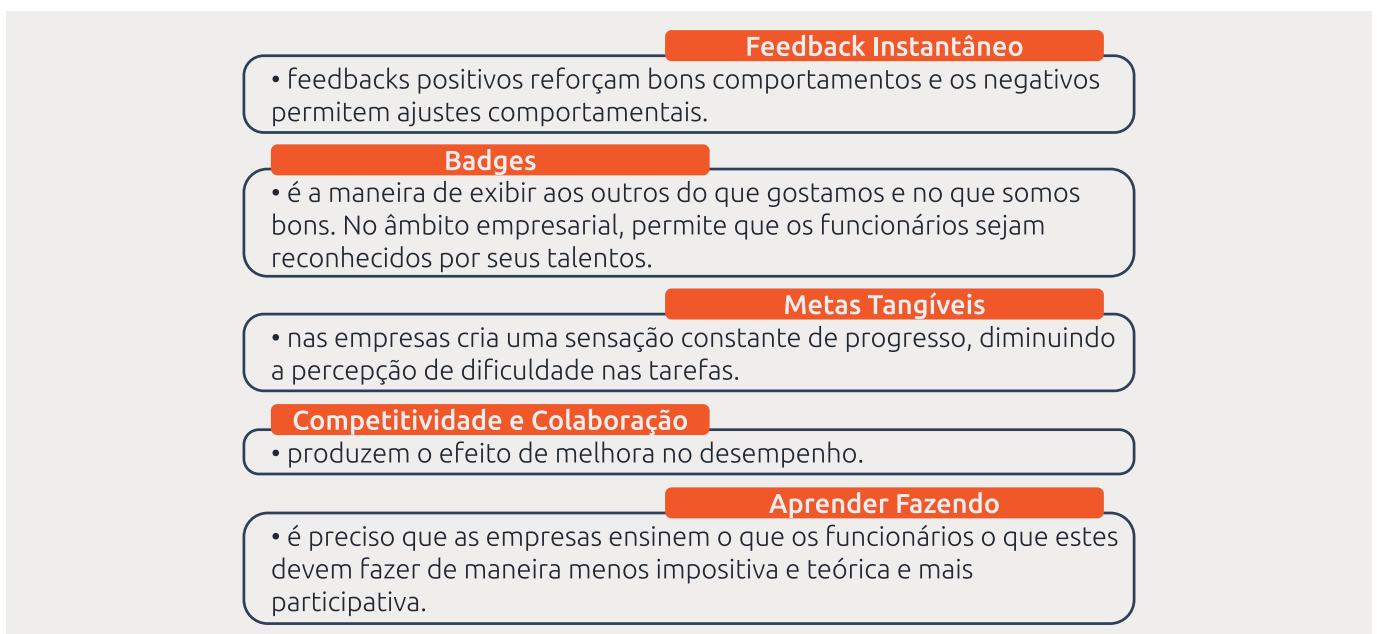 Feedback Instantâneo
• feedbacks positivos reforçam bons comportamentos e os negativos
permitem ajustes comportamentais.
Badges
• é a maneira de exibir aos outros do que gostamos e no que somos
bons. No âmbito empresarial, permite que os funcionários sejam
reconhecidos por seus talentos.
Metas Tangíveis
• nas empresas cria uma sensação constante de progresso, diminuindo
a percepção de dificuldade nas tarefas.
Competitividade e Colaboração
• produzem o efeito de melhora no desempenho.
Aprender Fazendo
• é preciso que as empresas ensinem o que os funcionários o que estes
devem fazer de maneira menos impositiva e teórica e mais
participativa.